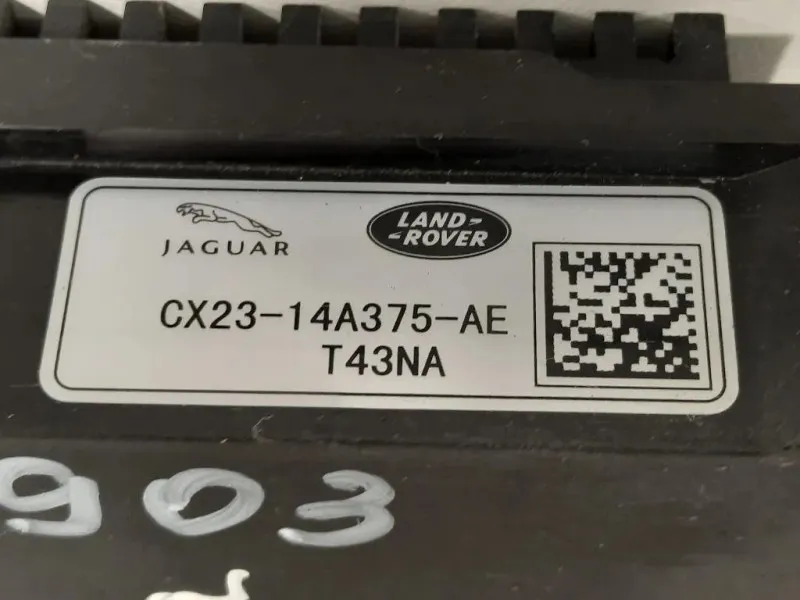 JAGUAR
LAND-
-ROVER
CX23-14A375-AE
T43NA
903